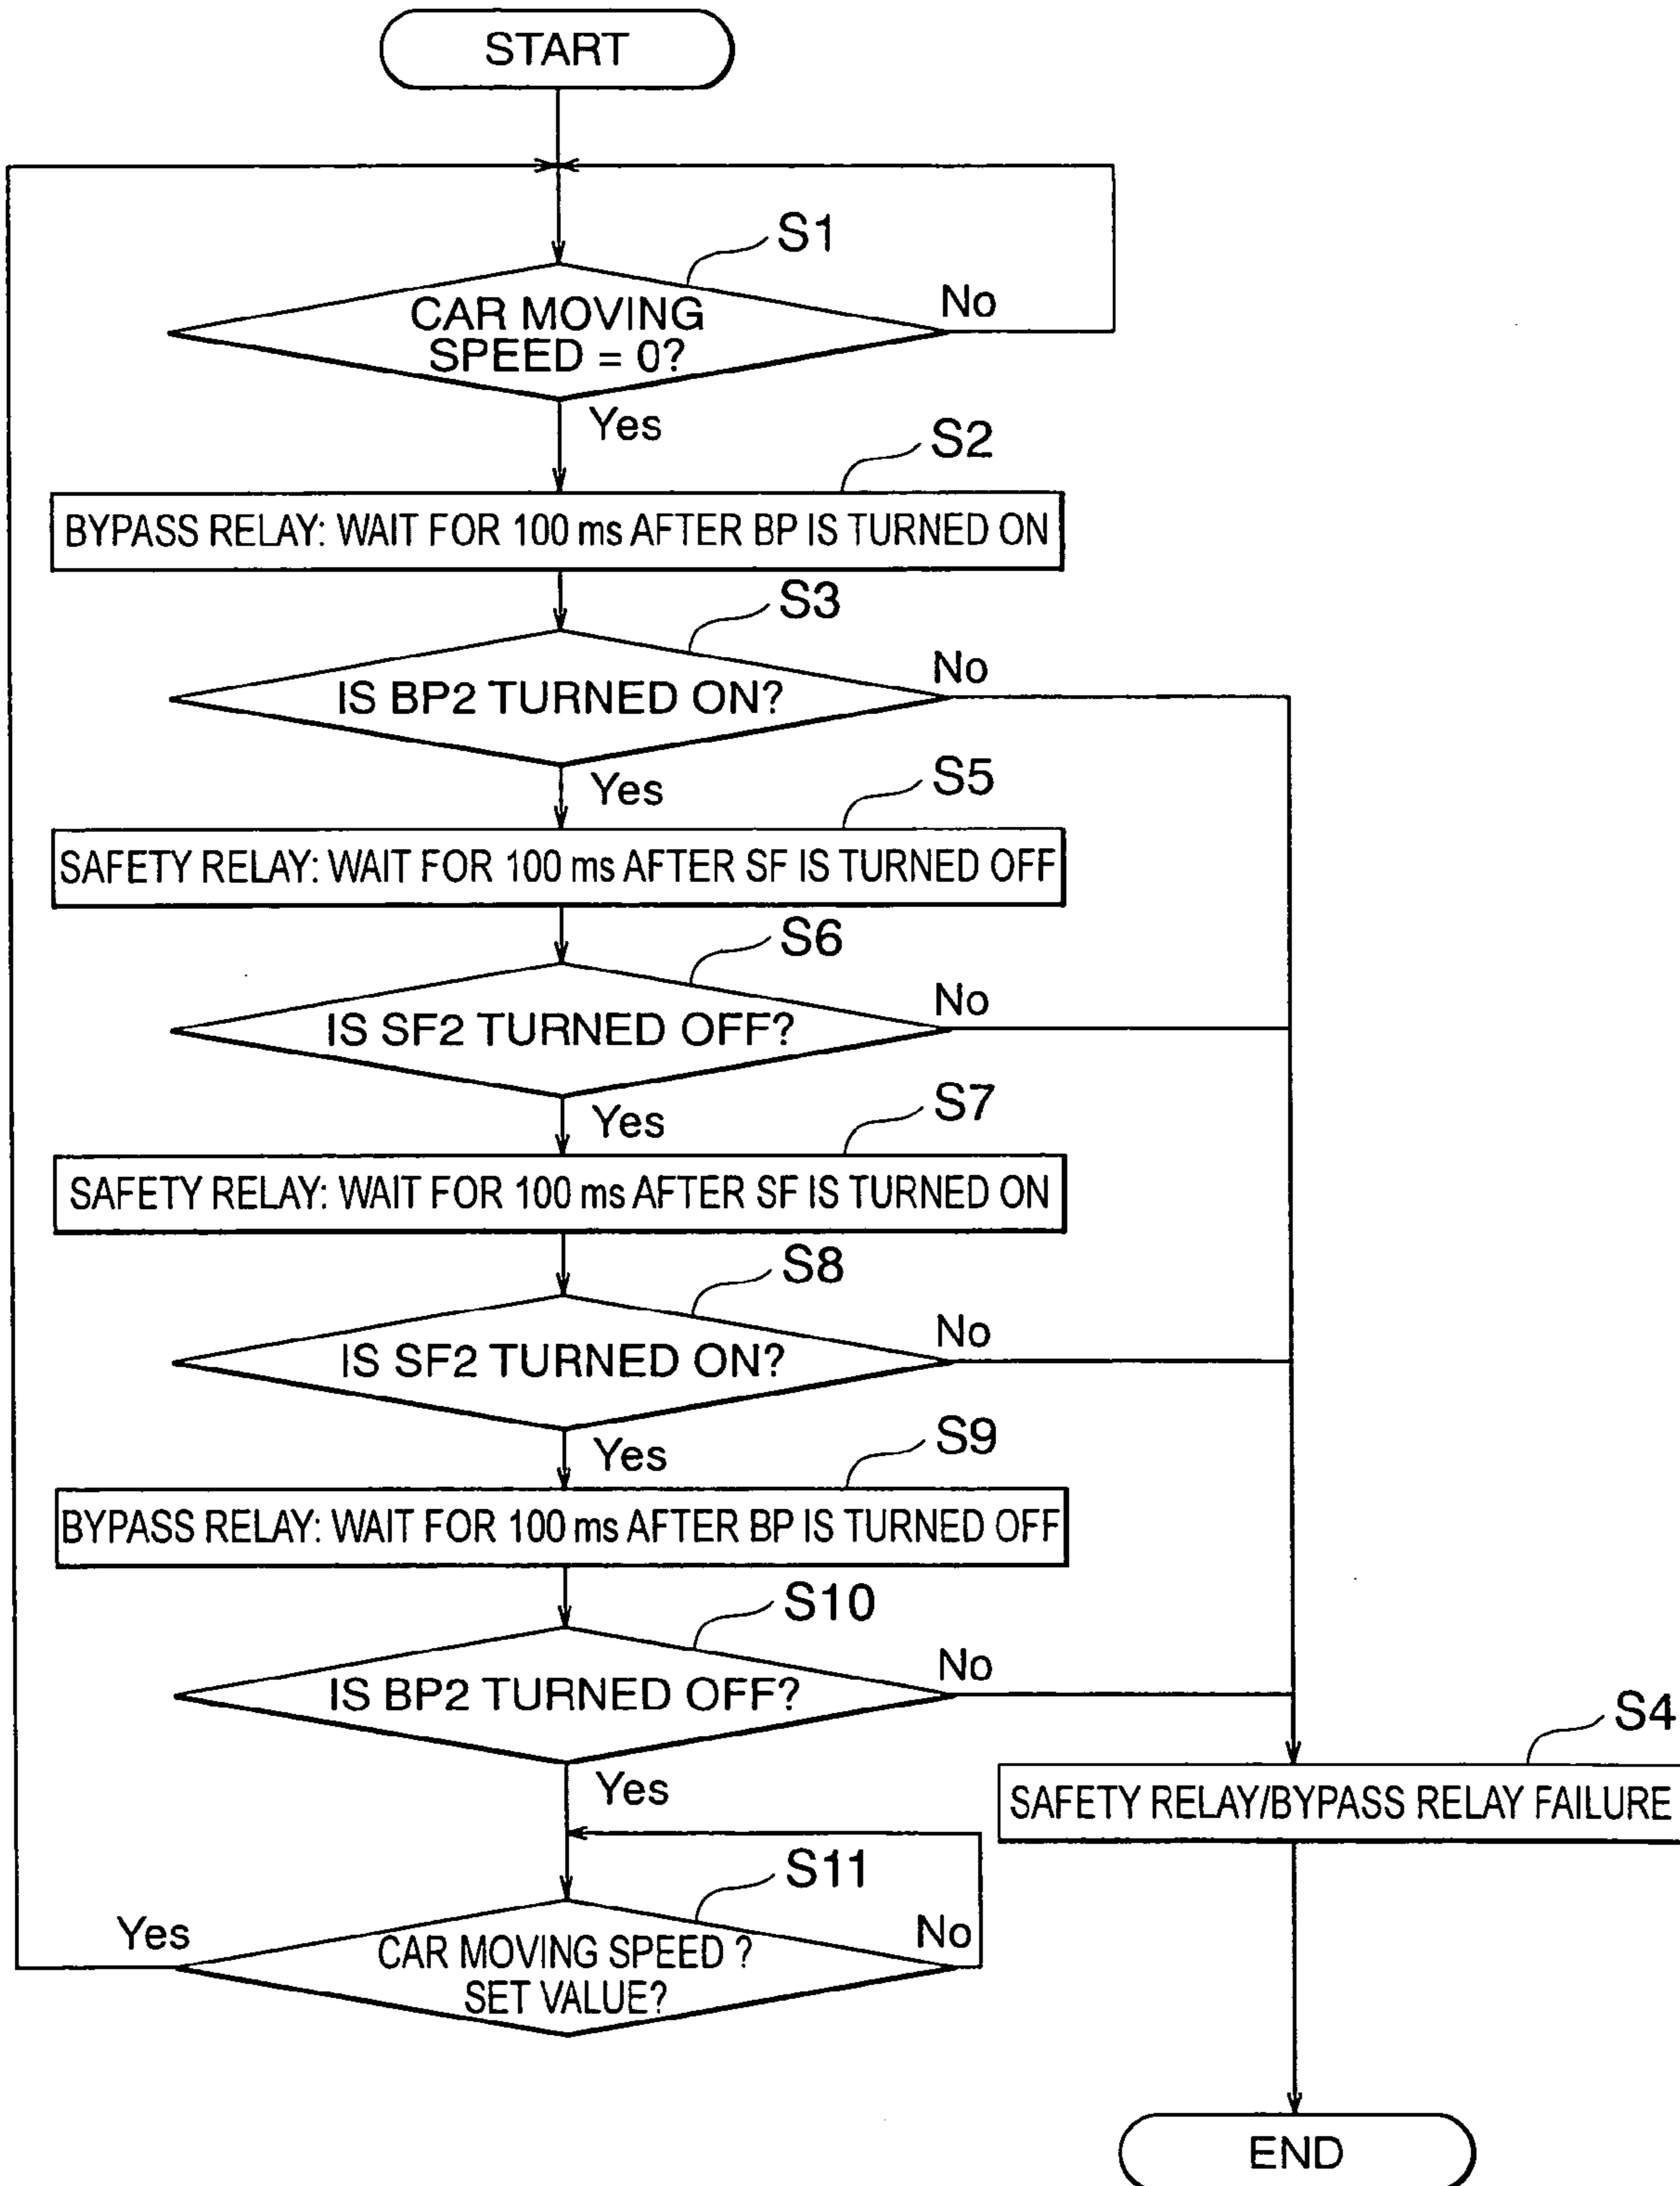 START
S1
CAR MOVING
SPEED = 0?
No
Yes
S2
BYPASS RELAY: WAIT FOR 100 ms AFTER BP IS TURNED ON
S3
IS BP2 TURNED ON?
No
Yes
S5
SAFETY RELAY: WAIT FOR 100 ms AFTER SF IS TURNED OFF
S6
IS SF2 TURNED OFF?
No
Yes
S7
SAFETY RELAY: WAIT FOR 100 ms AFTER SF IS TURNED ON
S8
IS SF2 TURNED ON?
No
Yes
S9
BYPASS RELAY: WAIT FOR 100 ms AFTER BP IS TURNED OFF
S10
IS BP2 TURNED OFF?
No
Yes
S4
SAFETY RELAY/BYPASS RELAY FAILURE
S11
CAR MOVING SPEED ?
SET VALUE?
Yes
No
END